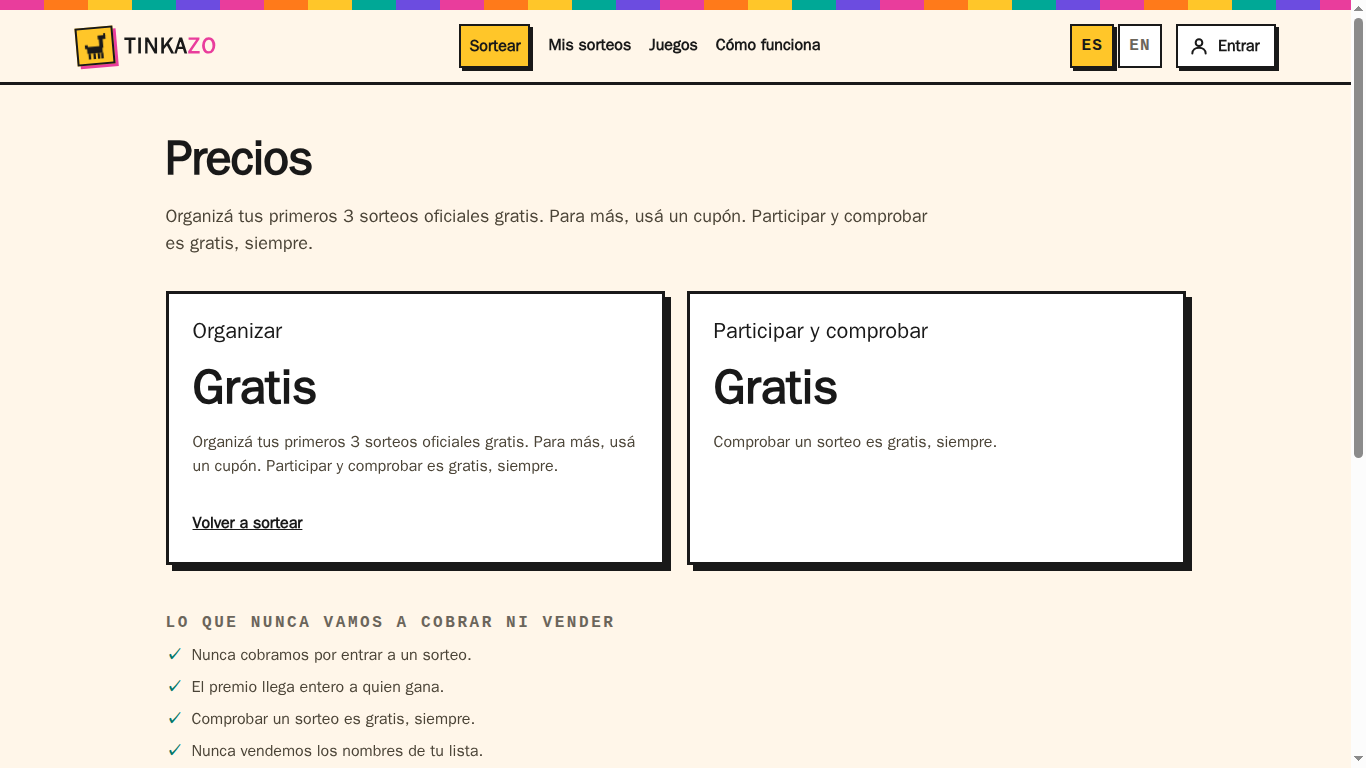 TINKAZO
Sortear
Mis sorteos
Juegos
Cómo funciona
ES
EN
Entrar
Precios
Organizá tus primeros 3 sorteos oficiales gratis. Para más, usá un cupón. Participar y comprobar
es gratis, siempre.
Organizar
Gratis
Organizá tus primeros 3 sorteos oficiales gratis. Para más, usá
un cupón. Participar y comprobar es gratis, siempre.
Volver a sortear
Participar y comprobar
Gratis
Comprobar un sorteo es gratis, siempre.
LO QUE NUNCA VAMOS A COBRAR NI VENDER
✓ Nunca cobramos por entrar a un sorteo.
✓ El premio llega entero a quien gana.
✓ Comprobar un sorteo es gratis, siempre.
✓ Nunca vendemos los nombres de tu lista.